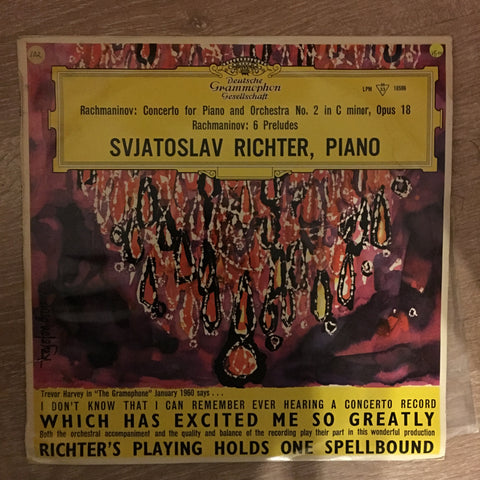 Deutsche
Grammophon
Gesellschaft
LPM 18596
Rachmaninov: Concerto for Piano and Orchestra No. 2 in C minor, Opus 18
Rachmaninov: 6 Preludes
SVJATOSLAV RICHTER, PIANO
Trevor Harvey in "The Gramophone" January 1960 says . . .
I DON'T KNOW THAT I CAN REMEMBER EVER HEARING A CONCERTO RECORD
WHICH HAS EXCITED ME SO GREATLY
Both the orchestral accompaniment and the quality and balance of the recording play their part in this wonderful production
RICHTER'S PLAYING HOLDS ONE SPELLBOUND